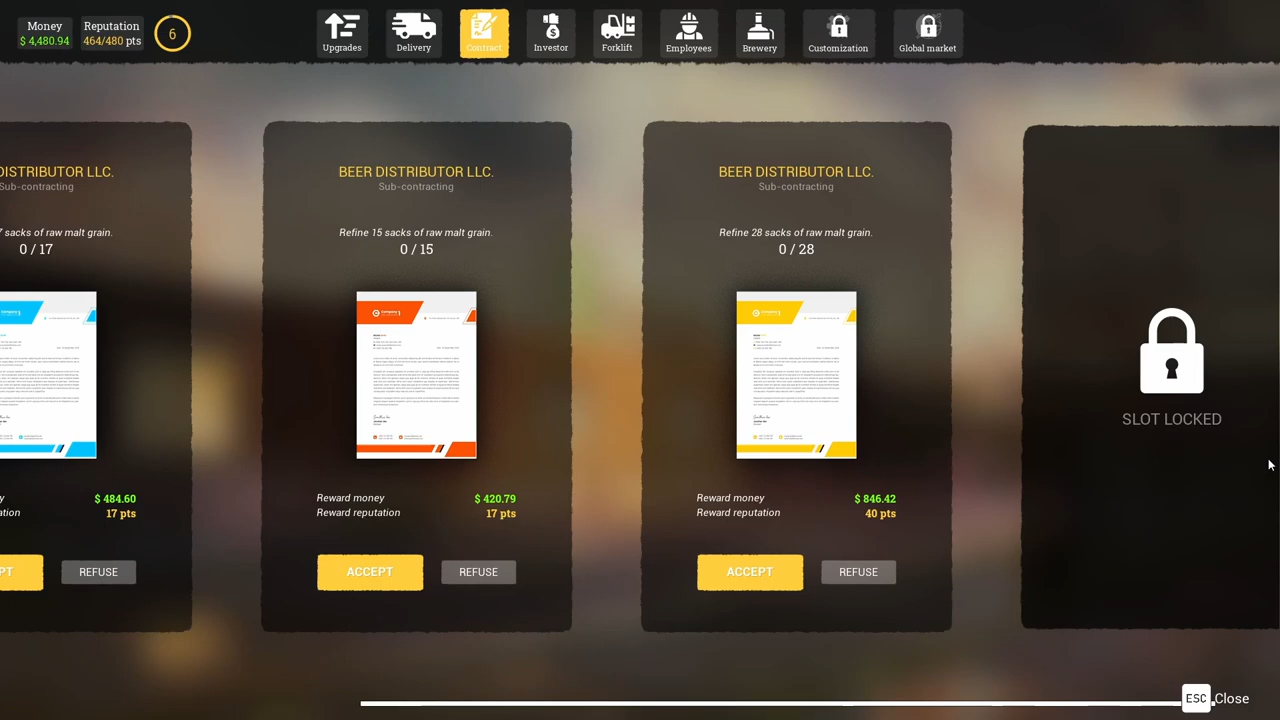 Money
$ 4,480.94
Reputation
464/480 pts
6
Upgrades
Delivery
Contract
Investor
Forklift
Employees
Brewery
Customization
Global market
DISTRIBUTOR LLC.
Sub-contracting
7 sacks of raw malt grain.
0 / 17
$ 484.60
17 pts
REFUSE
BEER DISTRIBUTOR LLC.
Sub-contracting
Refine 15 sacks of raw malt grain.
0 / 15
Reward money
$ 420.79
Reward reputation
17 pts
ACCEPT
REFUSE
BEER DISTRIBUTOR LLC.
Sub-contracting
Refine 28 sacks of raw malt grain.
0 / 28
Reward money
$ 846.42
Reward reputation
40 pts
ACCEPT
REFUSE
SLOT LOCKED
ESC Close